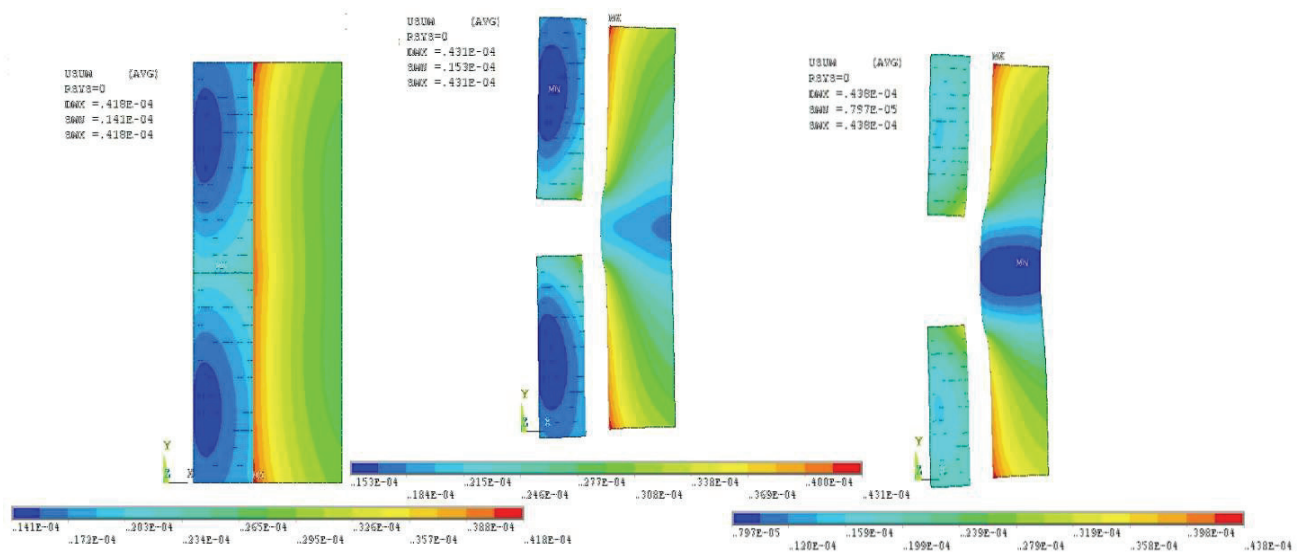 USUM (AVG)
RSYS=0
DMX =.418E-04
SMN =.141E-04
SMX =.418E-04
Y
Z X
MX
.141E-04
.172E-04
.203E-04
.234E-04
.265E-04
.295E-04
.326E-04
.357E-04
.388E-04
.418E-04
USUM (AVG)
RSYS=0
DMX =.431E-04
SMN =.153E-04
SMX =.431E-04
MX
MN
Y
X
.153E-04
.184E-04
.215E-04
.246E-04
.277E-04
.308E-04
.338E-04
.369E-04
.400E-04
.431E-04
USUM (AVG)
RSYS=0
DMX =.438E-04
SMN =.797E-05
SMX =.438E-04
MX
MN
Y
.797E-05
.120E-04
.159E-04
.199E-04
.239E-04
.279E-04
.319E-04
.358E-04
.398E-04
.438E-04